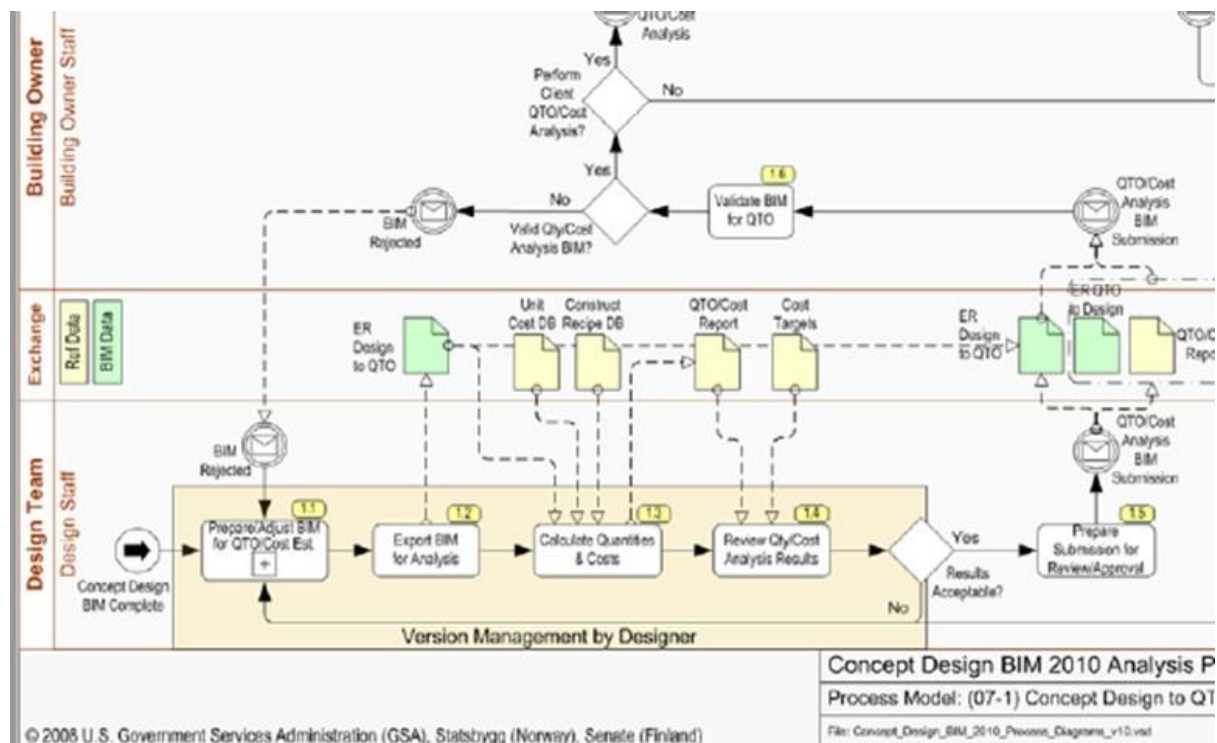 Building Owner
Building Owner Staff
QTO/Cost
Analysis
Yes
Perform
Client
QTO/Cost
Analysis?
No
Yes
1.6
Validate BIM
for QTO
No
Valid Qty/Cost
Analysis BIM?
BIM
Rejected
QTO/Cost
Analysis
BIM
Submission
Exchange
Ref Data
BIM Data
ER
Design
to QTO
Unit
Cost DB
Construct
Recipe DB
QTO/Cost
Report
Cost
Targets
ER
Design
to QTO
ER QTO
to Design
QTO/C
Repo
Design Team
Design Staff
BIM
Rejected
QTO/Cost
Analysis
BIM
Submission
Concept Design
BIM Complete
1.1
Prepare/Adjust BIM
for QTO/Cost Est.
1.2
Export BIM
for Analysis
1.3
Calculate Quantities
& Costs
1.4
Review Qty/Cost
Analysis Results
Yes
Results
Acceptable?
No
1.5
Prepare
Submission for
Review/Approval
Version Management by Designer
Concept Design BIM 2010 Analysis P
Process Model: (07-1) Concept Design to QT
File: Concept_Design_BIM_2010_Process_Diagrams_v10.vsd
© 2008 U.S. Government Services Administration (GSA), Statsbygg (Norway), Senate (Finland)